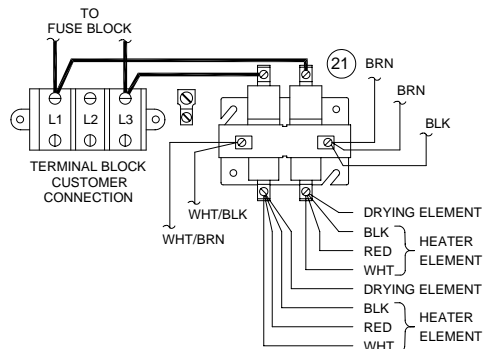 TO
FUSE BLOCK
21
BRN
BRN
BLK
L1 L2 L3
TERMINAL BLOCK
CUSTOMER
CONNECTION
WHT/BLK
WHT/BRN
DRYING ELEMENT
BLK
RED
WHT
HEATER
ELEMENT
DRYING ELEMENT
BLK
RED
WHT
HEATER
ELEMENT